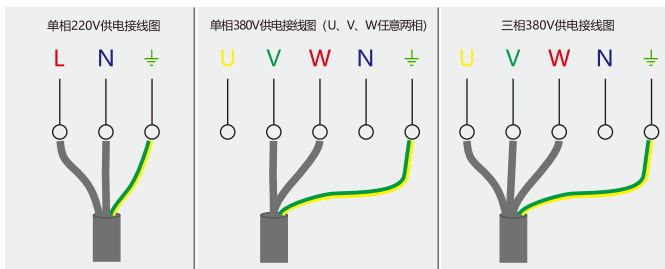 单相220V供电接线图
L N
单相380V供电接线图（U、V、W任意两相)
U V W N
三相380V供电接线图
U V W N